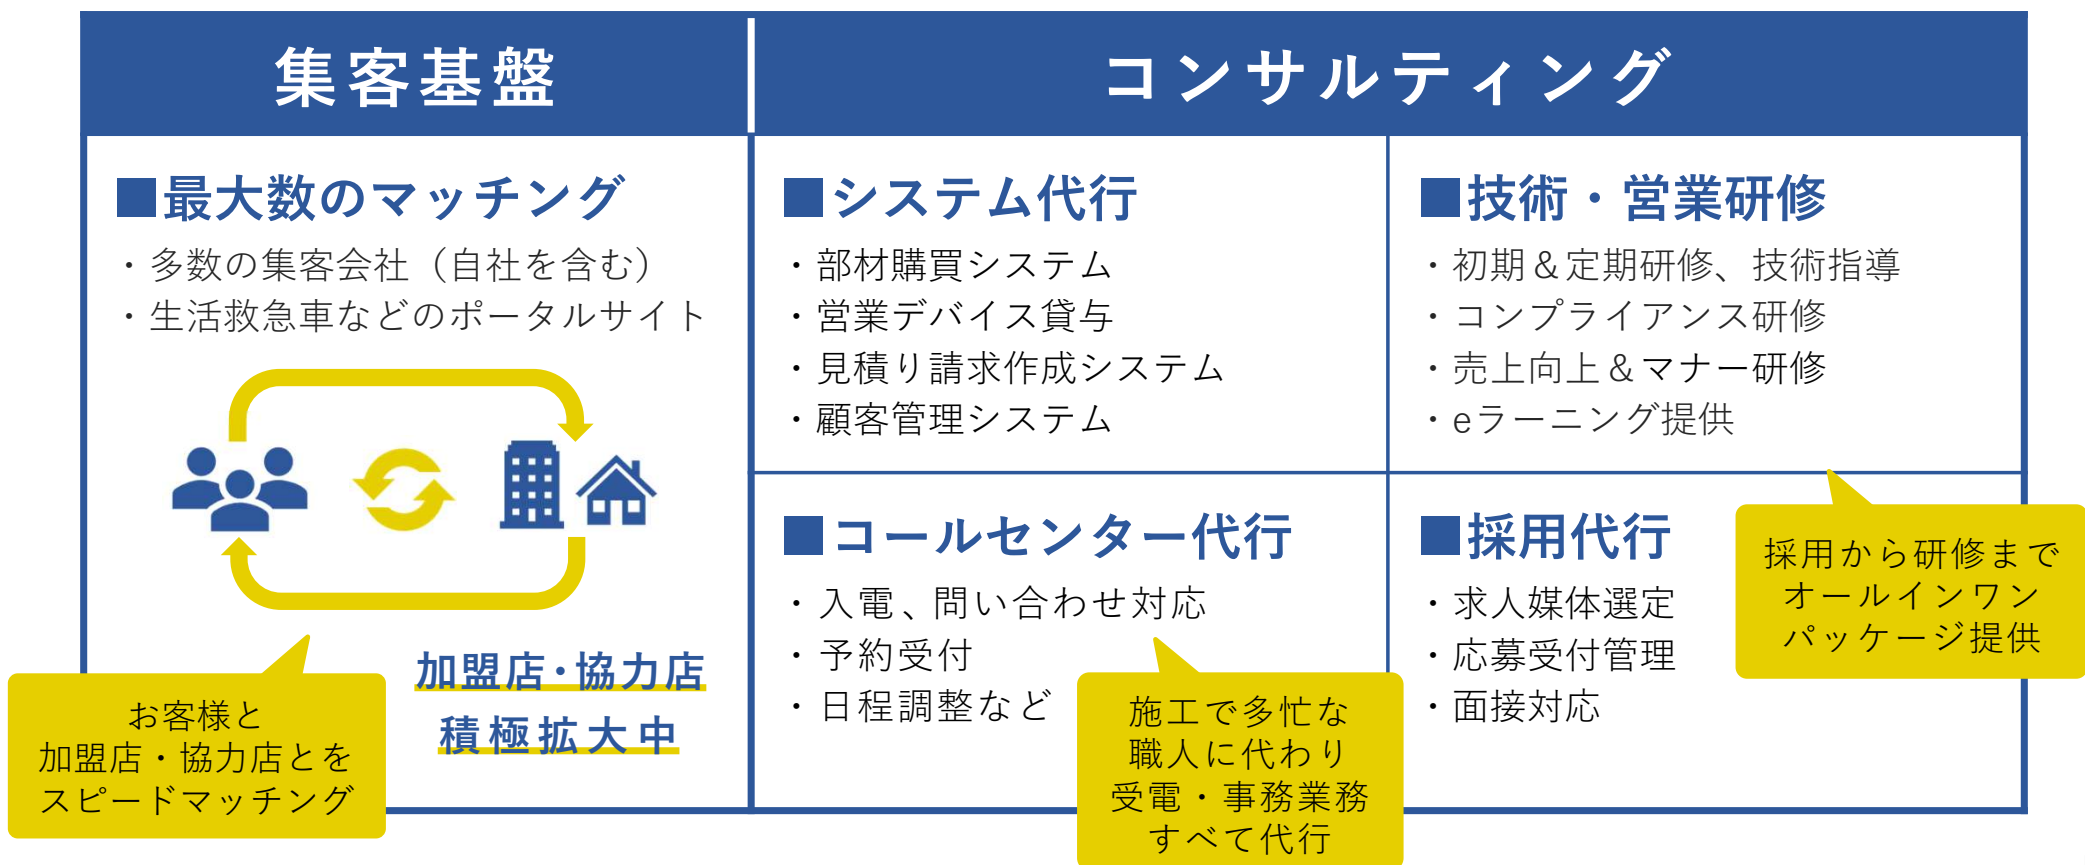 集客基盤
コンサルティング
■最大数のマッチング
・多数の集客会社（自社を含む）
・生活救急車などのポータルサイト
加盟店・協力店
積極拡大中
お客様と
加盟店・協力店とを
スピードマッチング
■システム代行
・部材購買システム
・営業デバイス貸与
・見積り請求作成システム
・顧客管理システム
■技術・営業研修
・初期＆定期研修、技術指導
・コンプライアンス研修
・売上向上＆マナー研修
・eラーニング提供
■コールセンター代行
・入電、問い合わせ対応
・予約受付
・日程調整など
施工で多忙な
職人に代わり
受電・事務業務
すべて代行
■採用代行
・求人媒体選定
・応募受付管理
・面接対応
採用から研修まで
オールインワン
パッケージ提供